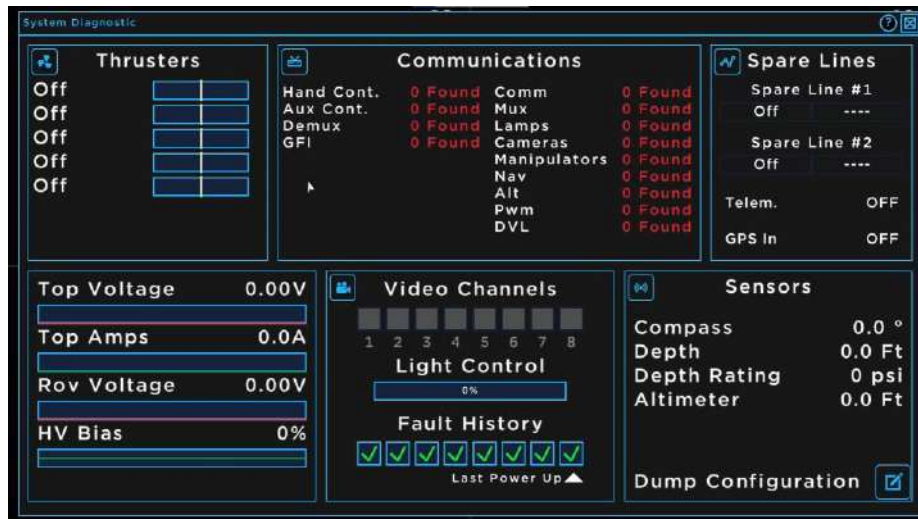 System Diagnostic
Thrusters
Off
Off
Off
Off
Off
Communications
Hand Cont. 0 Found
Aux Cont. 0 Found
Demux 0 Found
GFI 0 Found
Comm 0 Found
Mux 0 Found
Lamps 0 Found
Cameras 0 Found
Manipulators 0 Found
Nav 0 Found
Alt 0 Found
Pwm 0 Found
DVL 0 Found
Spare Lines
Spare Line #1
Off ----
Spare Line #2
Off ----
Telem. OFF
GPS In OFF
Top Voltage 0.00V
Top Amps 0.0A
Rov Voltage 0.00V
HV Bias 0%
Video Channels
1 2 3 4 5 6 7 8
Light Control
0%
Fault History
Last Power Up
Sensors
Compass 0.0 °
Depth 0.0 Ft
Depth Rating 0 psi
Altimeter 0.0 Ft
Dump Configuration